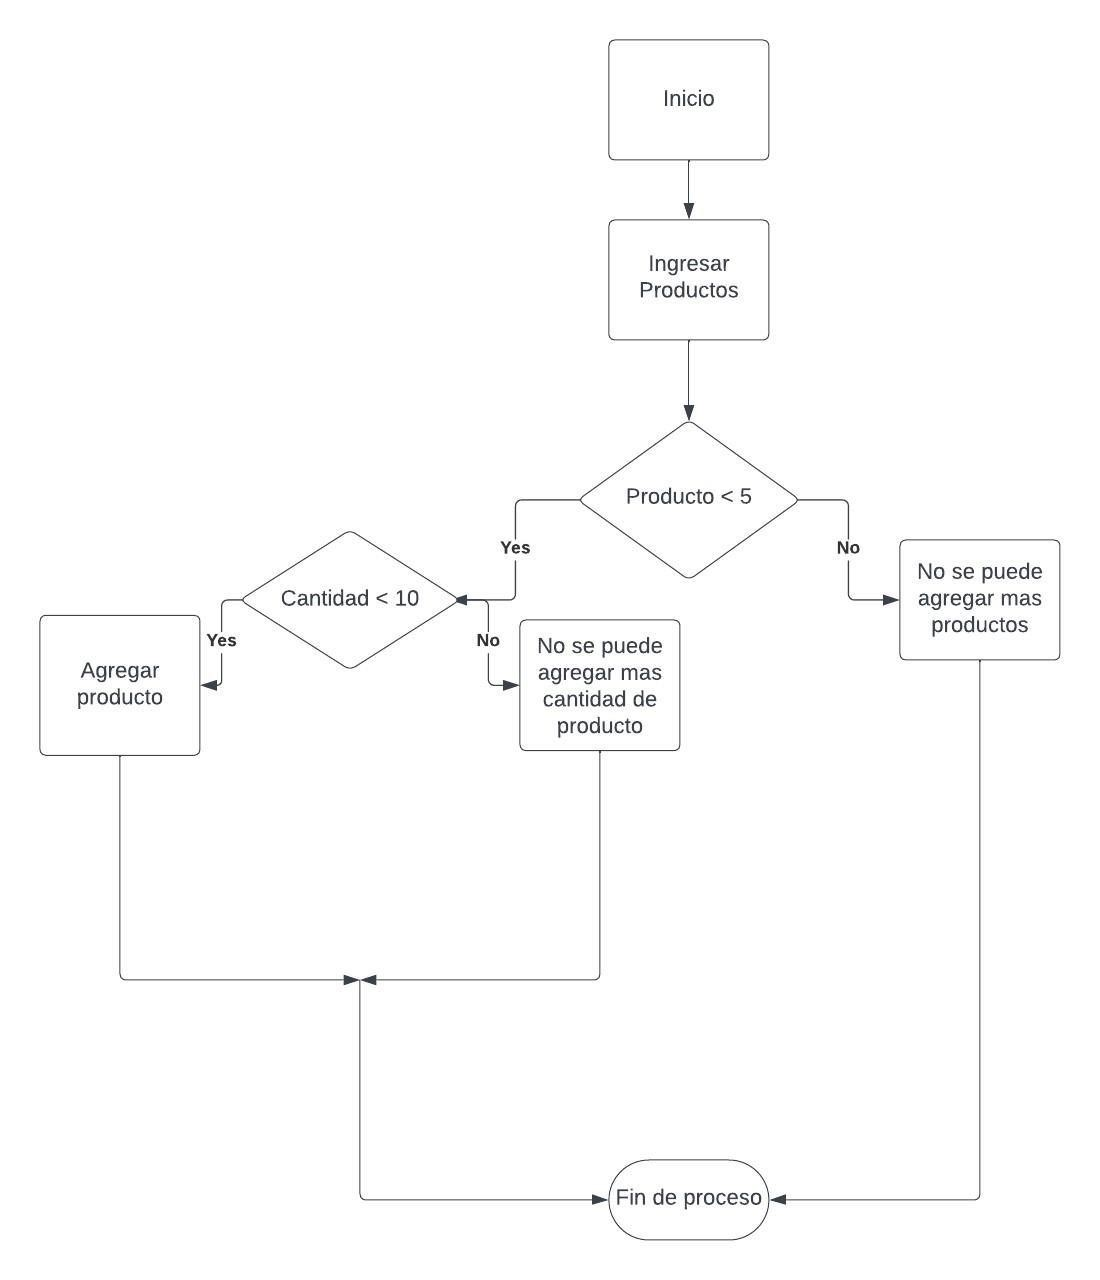 Inicio
Ingresar
Productos
Producto < 5
Yes
No
Cantidad < 10
Yes
No
Agregar
producto
No se puede
agregar mas
cantidad de
producto
No se puede
agregar mas
productos
Fin de proceso